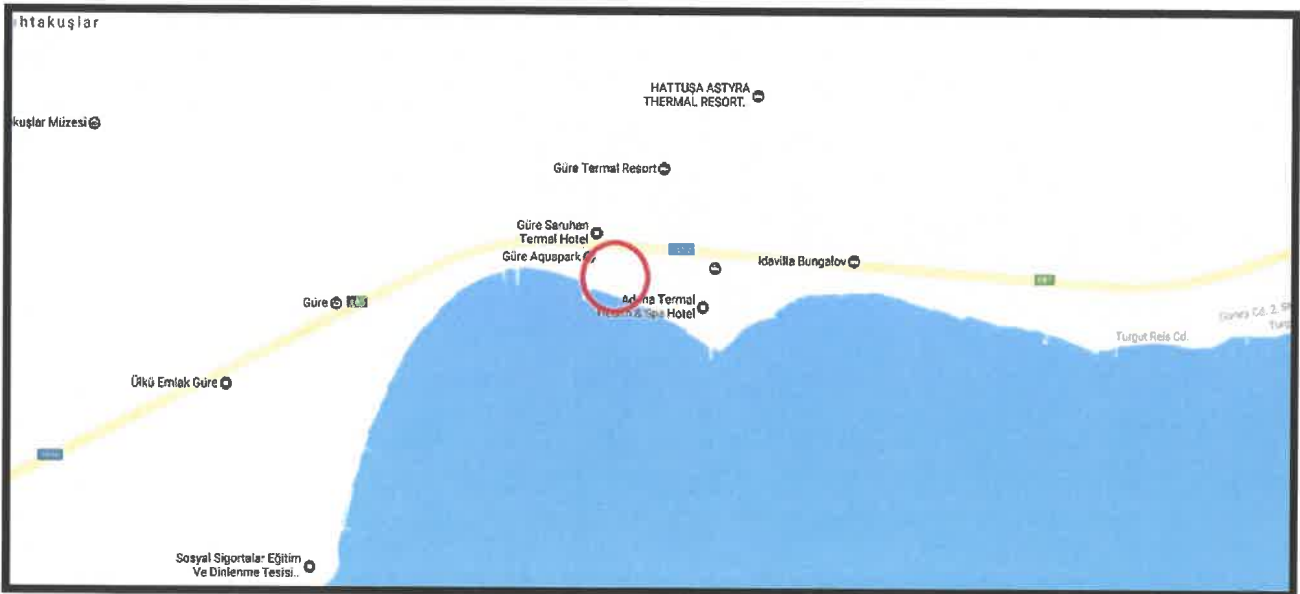 htakuşlar
HATTUŞA ASTYRA
THERMAL RESORT.
kuşlar Müzesi
Güre Termal Resort
Güre Saruhan
Termal Hotel
Güre Aquapark
İdavilla Bungalov
Güre
Termal
& Spa Hotel
Turgut Reis Cd.
Ülkü Emlak Güre
Sosyal Sigortalar Eğitim
Ve Dinlenme Tesisi..